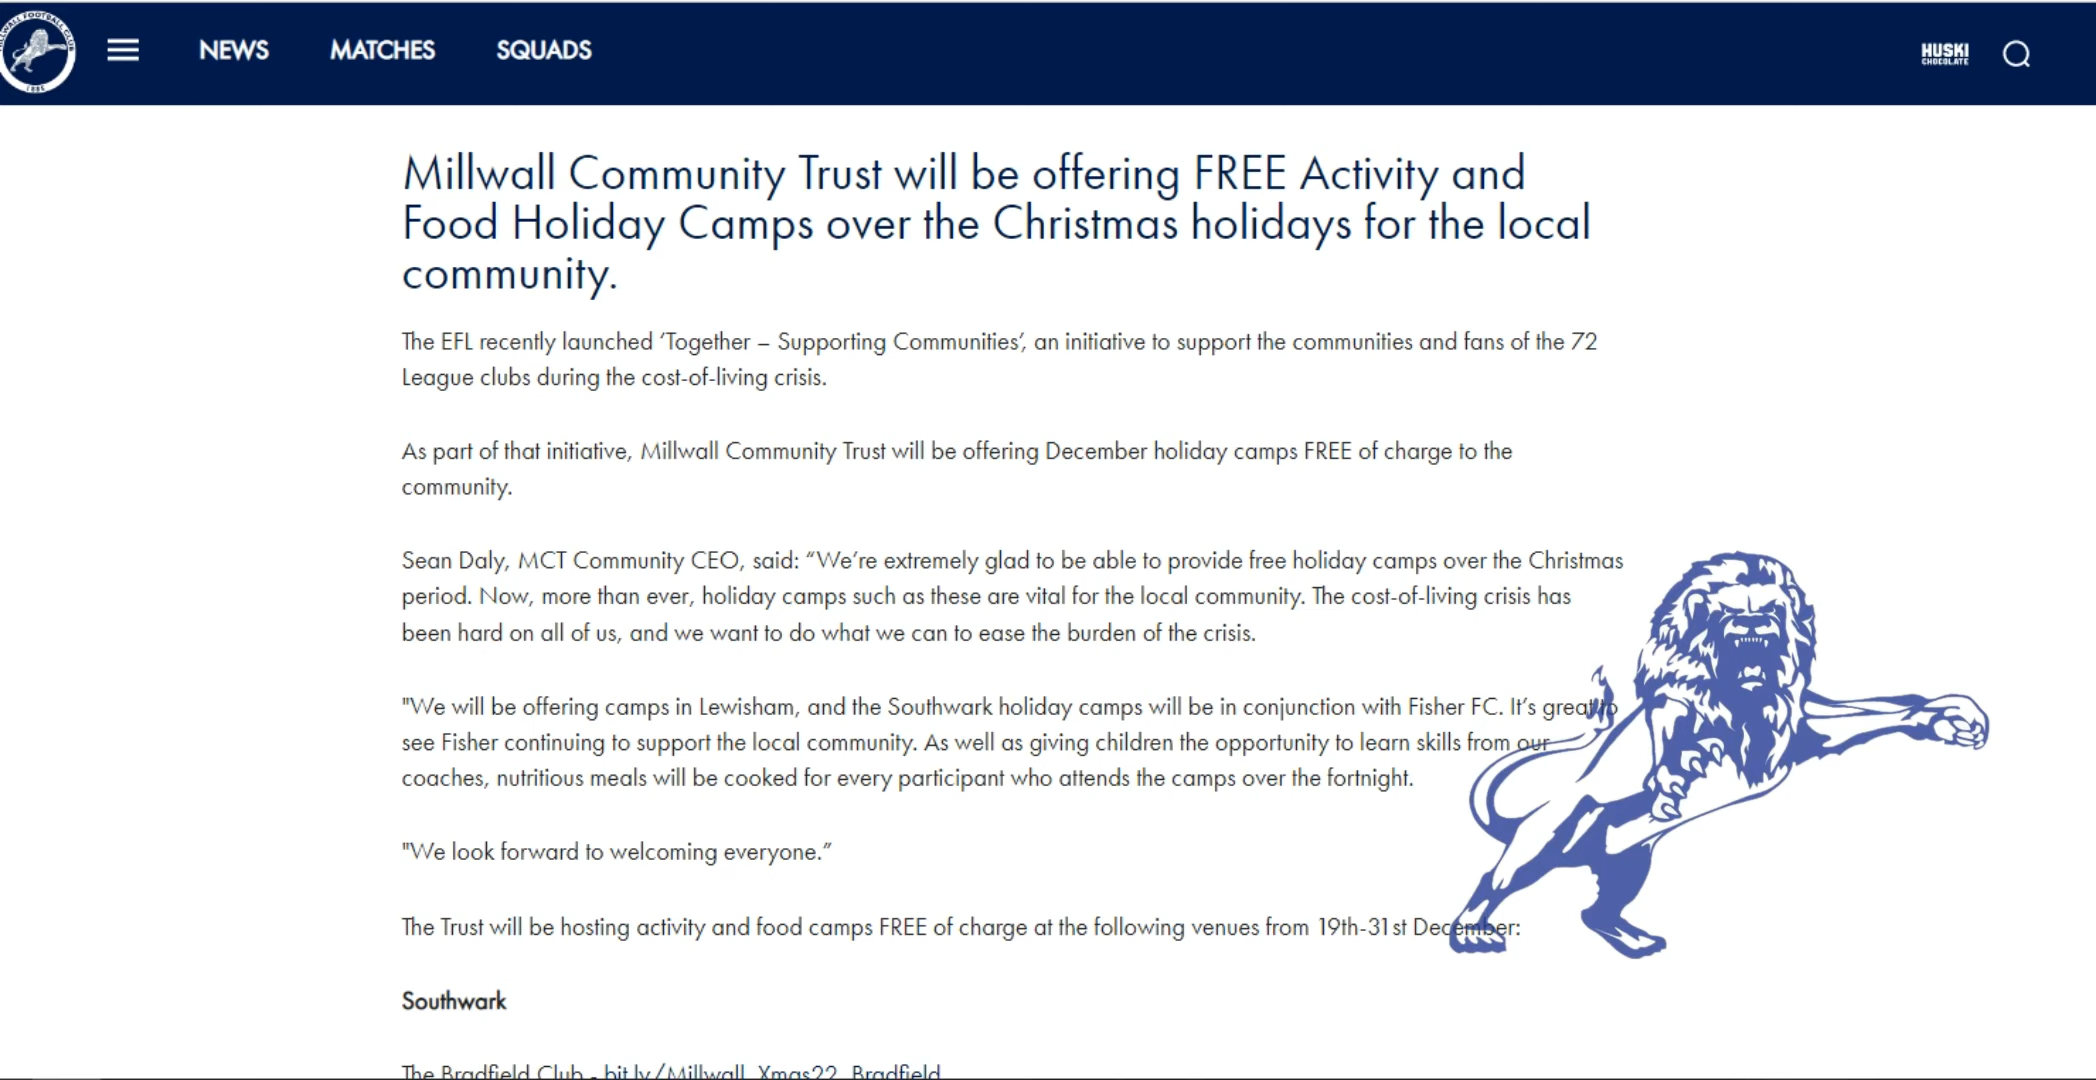 MILLWALL FOOTBALL CLUB
1885
NEWS
MATCHES
SQUADS
HUSKI
CHOCOLATE
Millwall Community Trust will be offering FREE Activity and
Food Holiday Camps over the Christmas holidays for the local
community.
The EFL recently launched ‘Together – Supporting Communities’, an initiative to support the communities and fans of the 72
League clubs during the cost-of-living crisis.
As part of that initiative, Millwall Community Trust will be offering December holiday camps FREE of charge to the
community.
Sean Daly, MCT Community CEO, said: “We’re extremely glad to be able to provide free holiday camps over the Christmas
period. Now, more than ever, holiday camps such as these are vital for the local community. The cost-of-living crisis has
been hard on all of us, and we want to do what we can to ease the burden of the crisis.
"We will be offering camps in Lewisham, and the Southwark holiday camps will be in conjunction with Fisher FC. It’s great to
see Fisher continuing to support the local community. As well as giving children the opportunity to learn skills from our
coaches, nutritious meals will be cooked for every participant who attends the camps over the fortnight.
"We look forward to welcoming everyone.”
The Trust will be hosting activity and food camps FREE of charge at the following venues from 19th-31st December:
Southwark
The Bradfield Club - bit.ly/Millwall_Xmas22_Bradfield